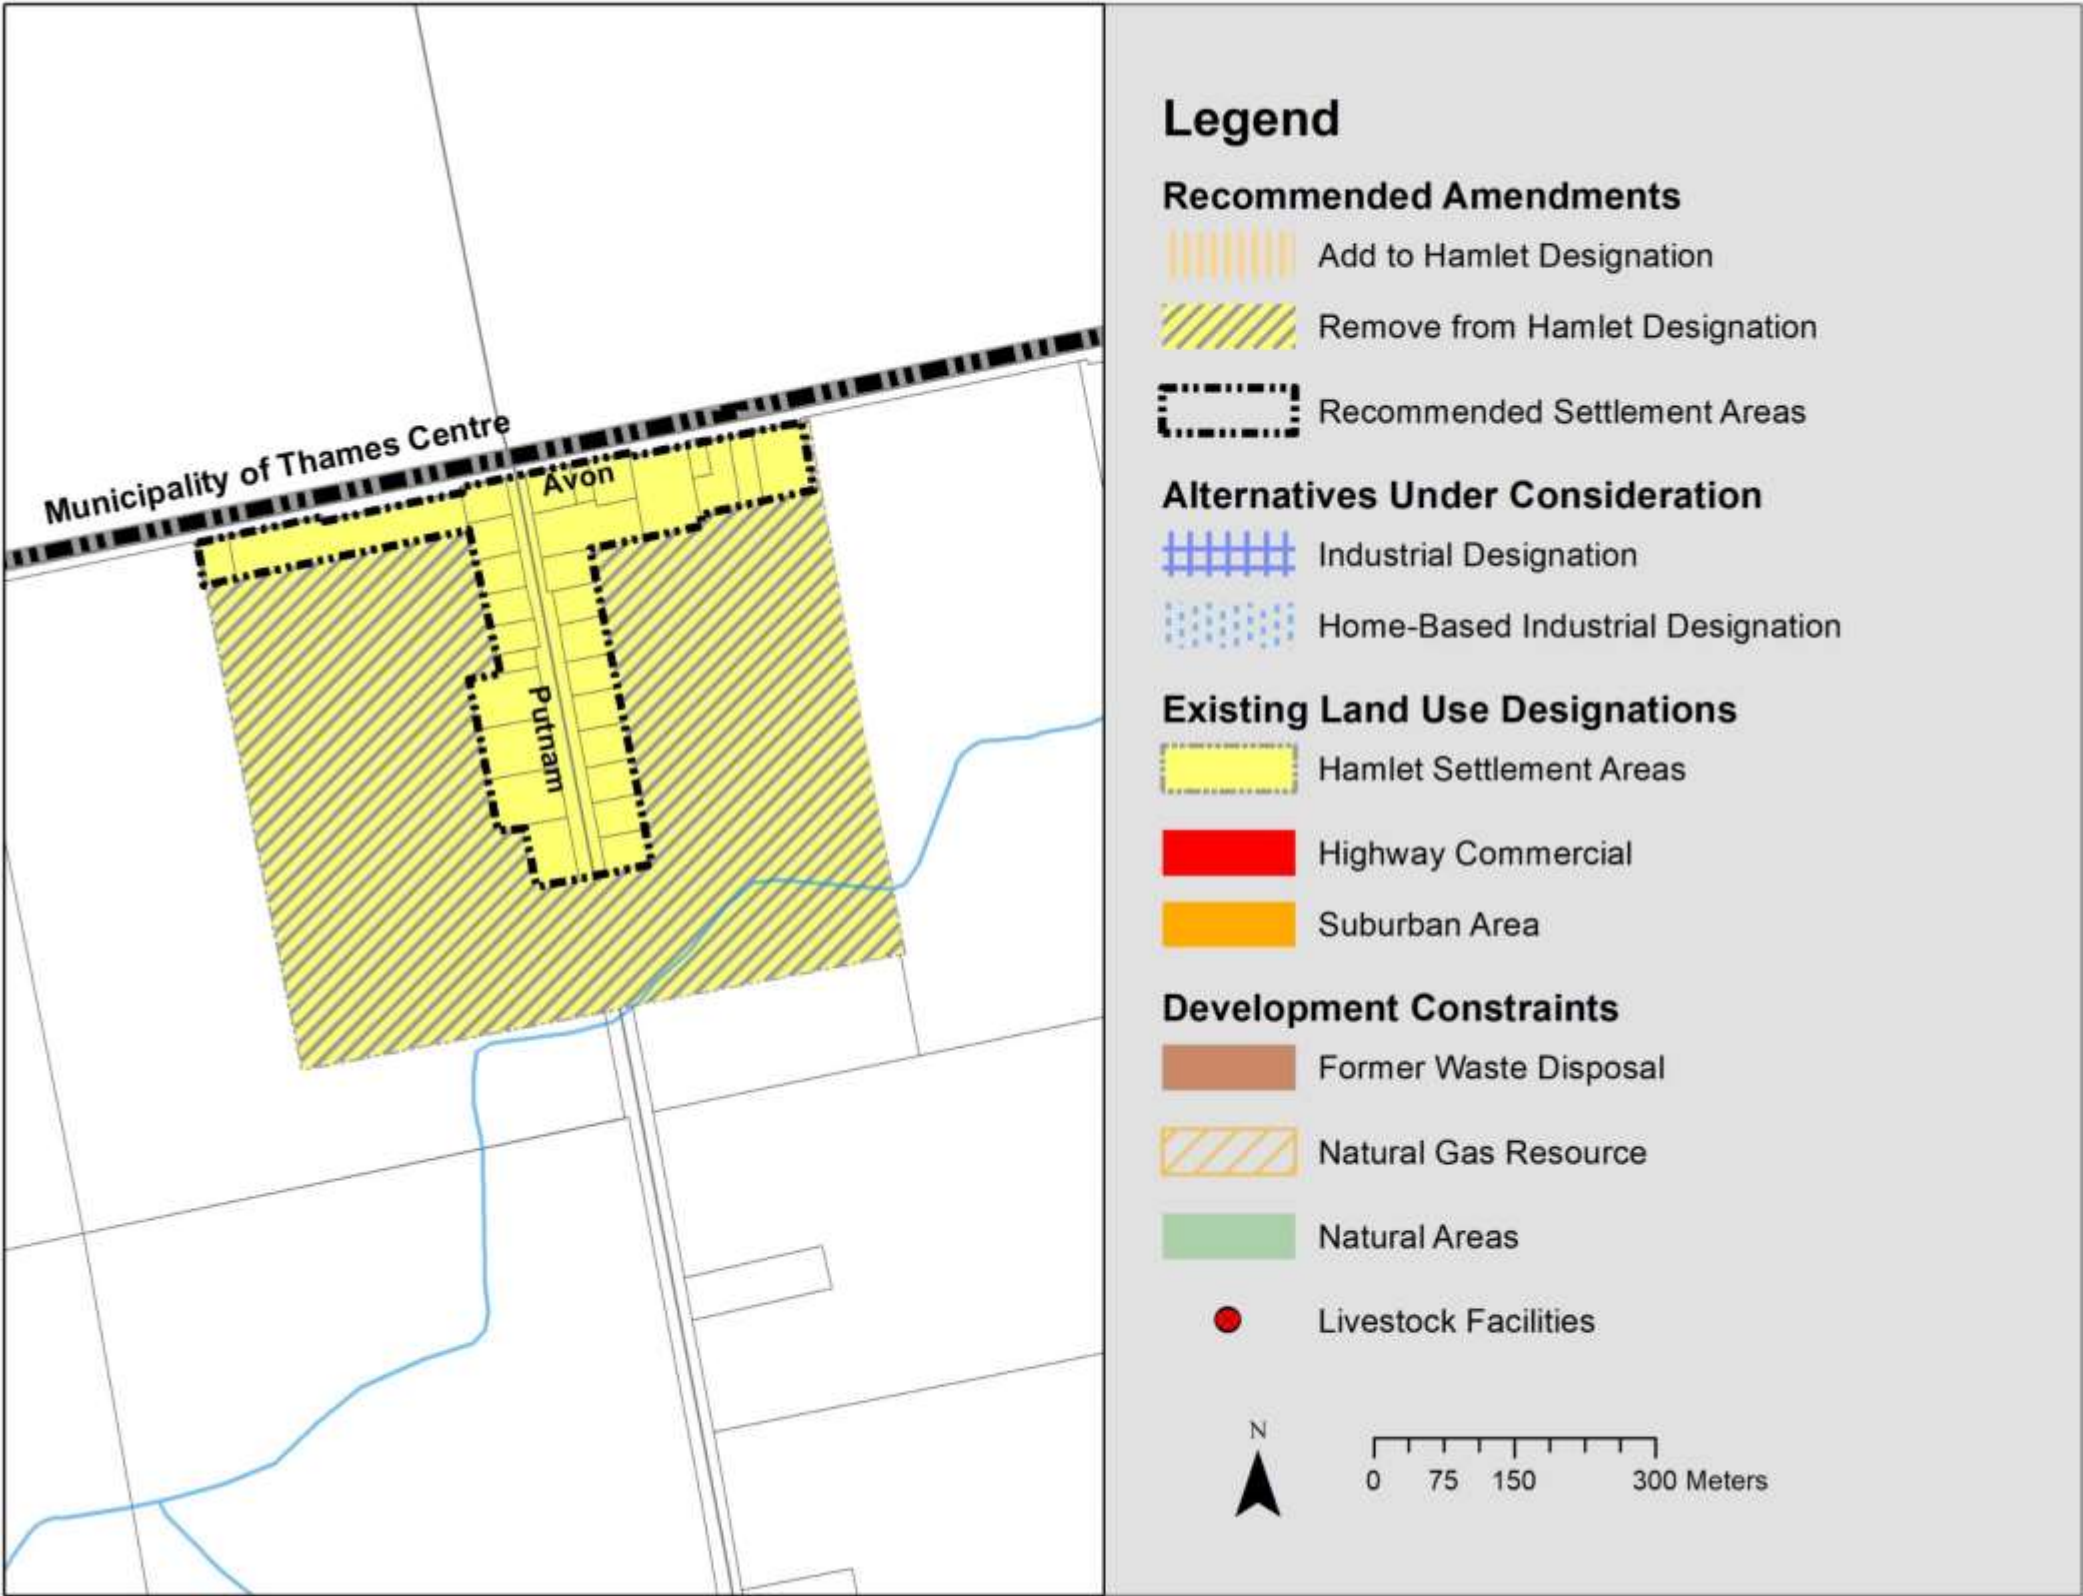 Municipality of Thames Centre
Avon
Putnam
Legend
Recommended Amendments
Add to Hamlet Designation
Remove from Hamlet Designation
Recommended Settlement Areas
Alternatives Under Consideration
Industrial Designation
Home-Based Industrial Designation
Existing Land Use Designations
Hamlet Settlement Areas
Highway Commercial
Suburban Area
Development Constraints
Former Waste Disposal
Natural Gas Resource
Natural Areas
Livestock Facilities
N
0 75 150 300 Meters